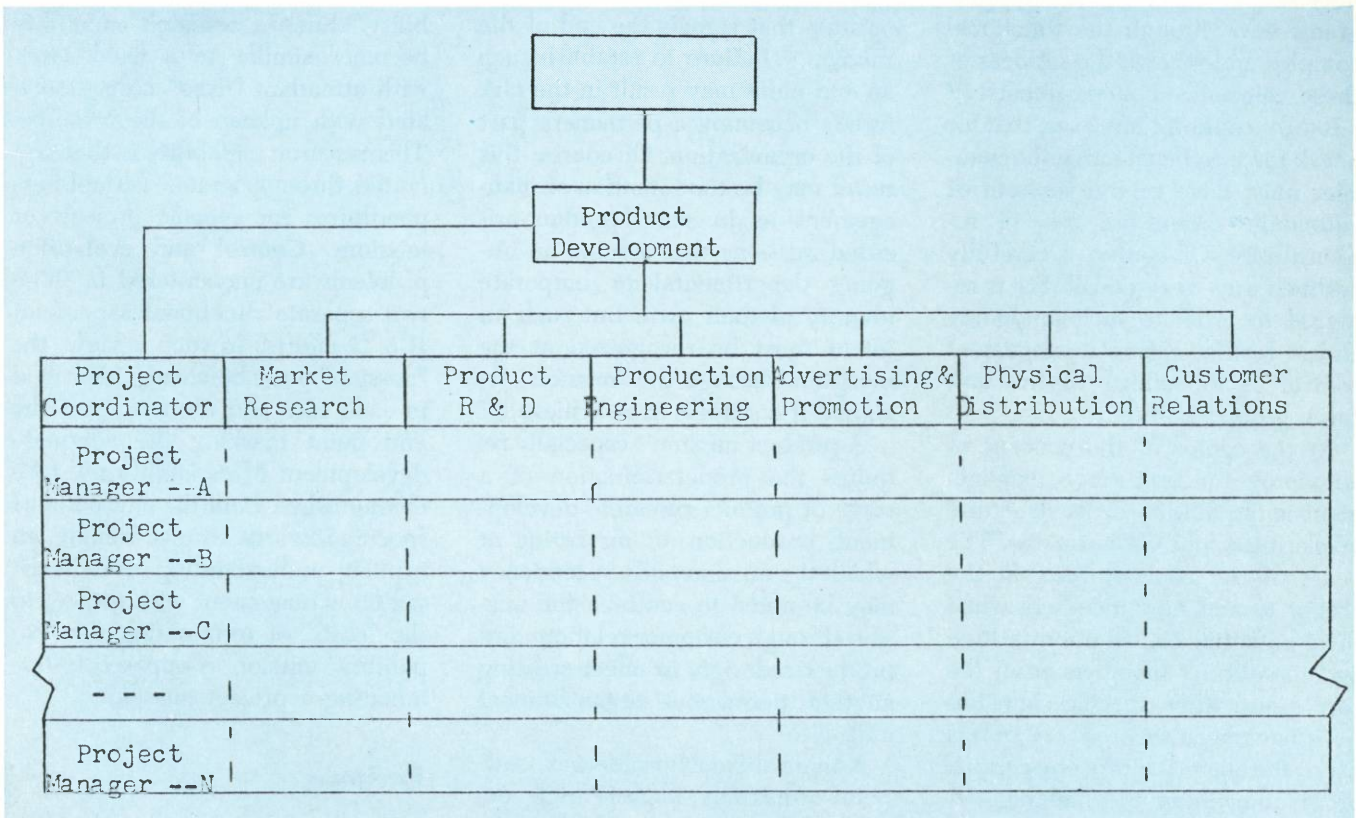 Product
Development
Project
Coordinator
Market
Research
Product
R & D
Production
Engineering
Advertising&
Promotion
Physical
Distribution
Customer
Relations
Project
Manager --A
Project
Manager --B
Project
Manager --C
- - -
Project
Manager --N